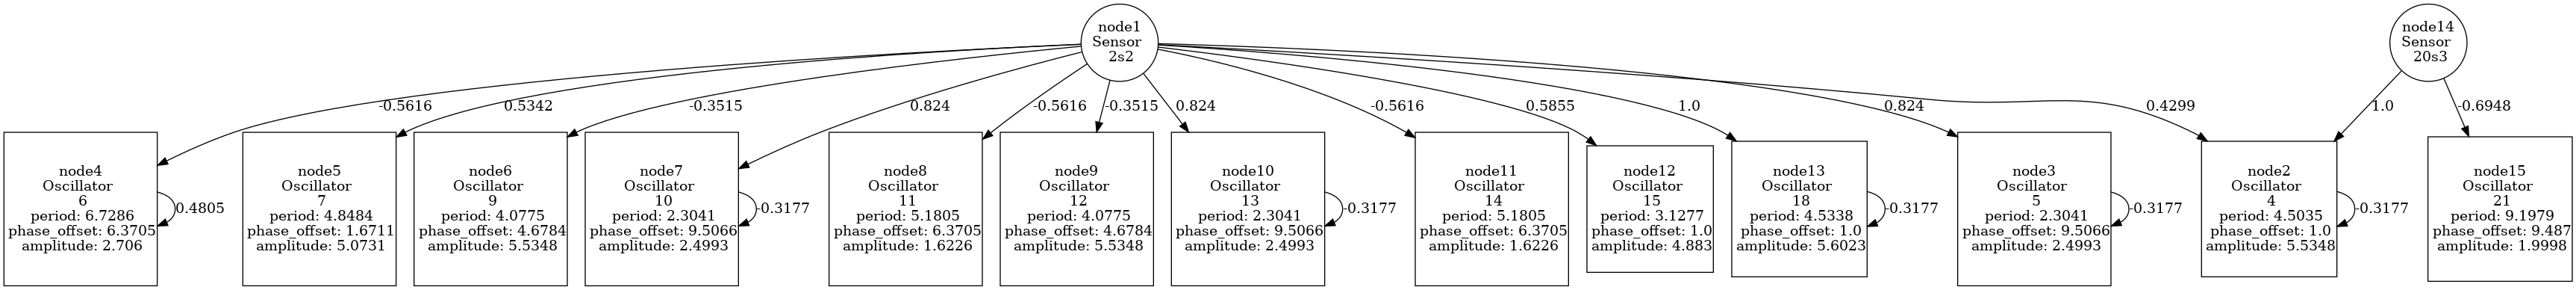 node1
Sensor
2s2
node14
Sensor
20s3
-0.5616
0.5342
-0.3515
0.824
-0.5616
-0.3515
0.824
-0.5616
0.5855
1.0
0.824
0.4299
1.0
-0.6948
node4
Oscillator
6
period: 6.7286
phase_offset: 6.3705
amplitude: 2.706
0.4805
node5
Oscillator
7
period: 4.8484
phase_offset: 1.6711
amplitude: 5.0731
node6
Oscillator
9
period: 4.0775
phase_offset: 4.6784
amplitude: 5.5348
node7
Oscillator
10
period: 2.3041
phase_offset: 9.5066
amplitude: 2.4993
-0.3177
node8
Oscillator
11
period: 5.1805
phase_offset: 6.3705
amplitude: 1.6226
node9
Oscillator
12
period: 4.0775
phase_offset: 4.6784
amplitude: 5.5348
node10
Oscillator
13
period: 2.3041
phase_offset: 9.5066
amplitude: 2.4993
-0.3177
node11
Oscillator
14
period: 5.1805
phase_offset: 6.3705
amplitude: 1.6226
node12
Oscillator
15
period: 3.1277
phase_offset: 1.0
amplitude: 4.883
node13
Oscillator
18
period: 4.5338
phase_offset: 1.0
amplitude: 5.6023
-0.3177
node3
Oscillator
5
period: 2.3041
phase_offset: 9.5066
amplitude: 2.4993
-0.3177
node2
Oscillator
4
period: 4.5035
phase_offset: 1.0
amplitude: 5.5348
-0.3177
node15
Oscillator
21
period: 9.1979
phase_offset: 9.487
amplitude: 1.9998